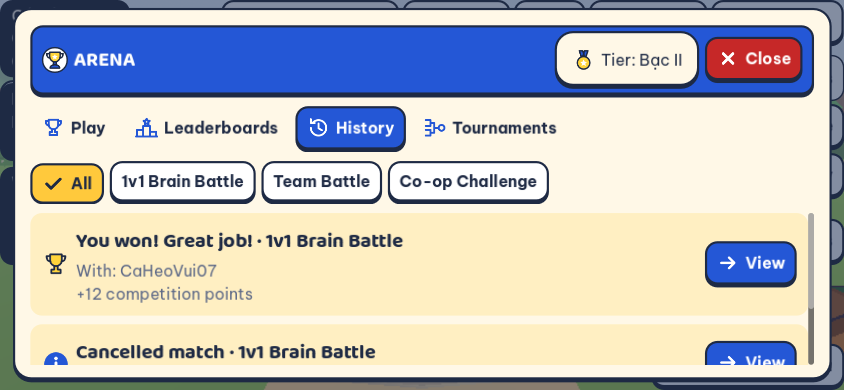 ARENA
Tier: Bạc II
Close
Play
Leaderboards
History
Tournaments
All
1v1 Brain Battle
Team Battle
Co-op Challenge
You won! Great job! · 1v1 Brain Battle
With: CaHeoVui07
+12 competition points
View
Cancelled match · 1v1 Brain Battle
View